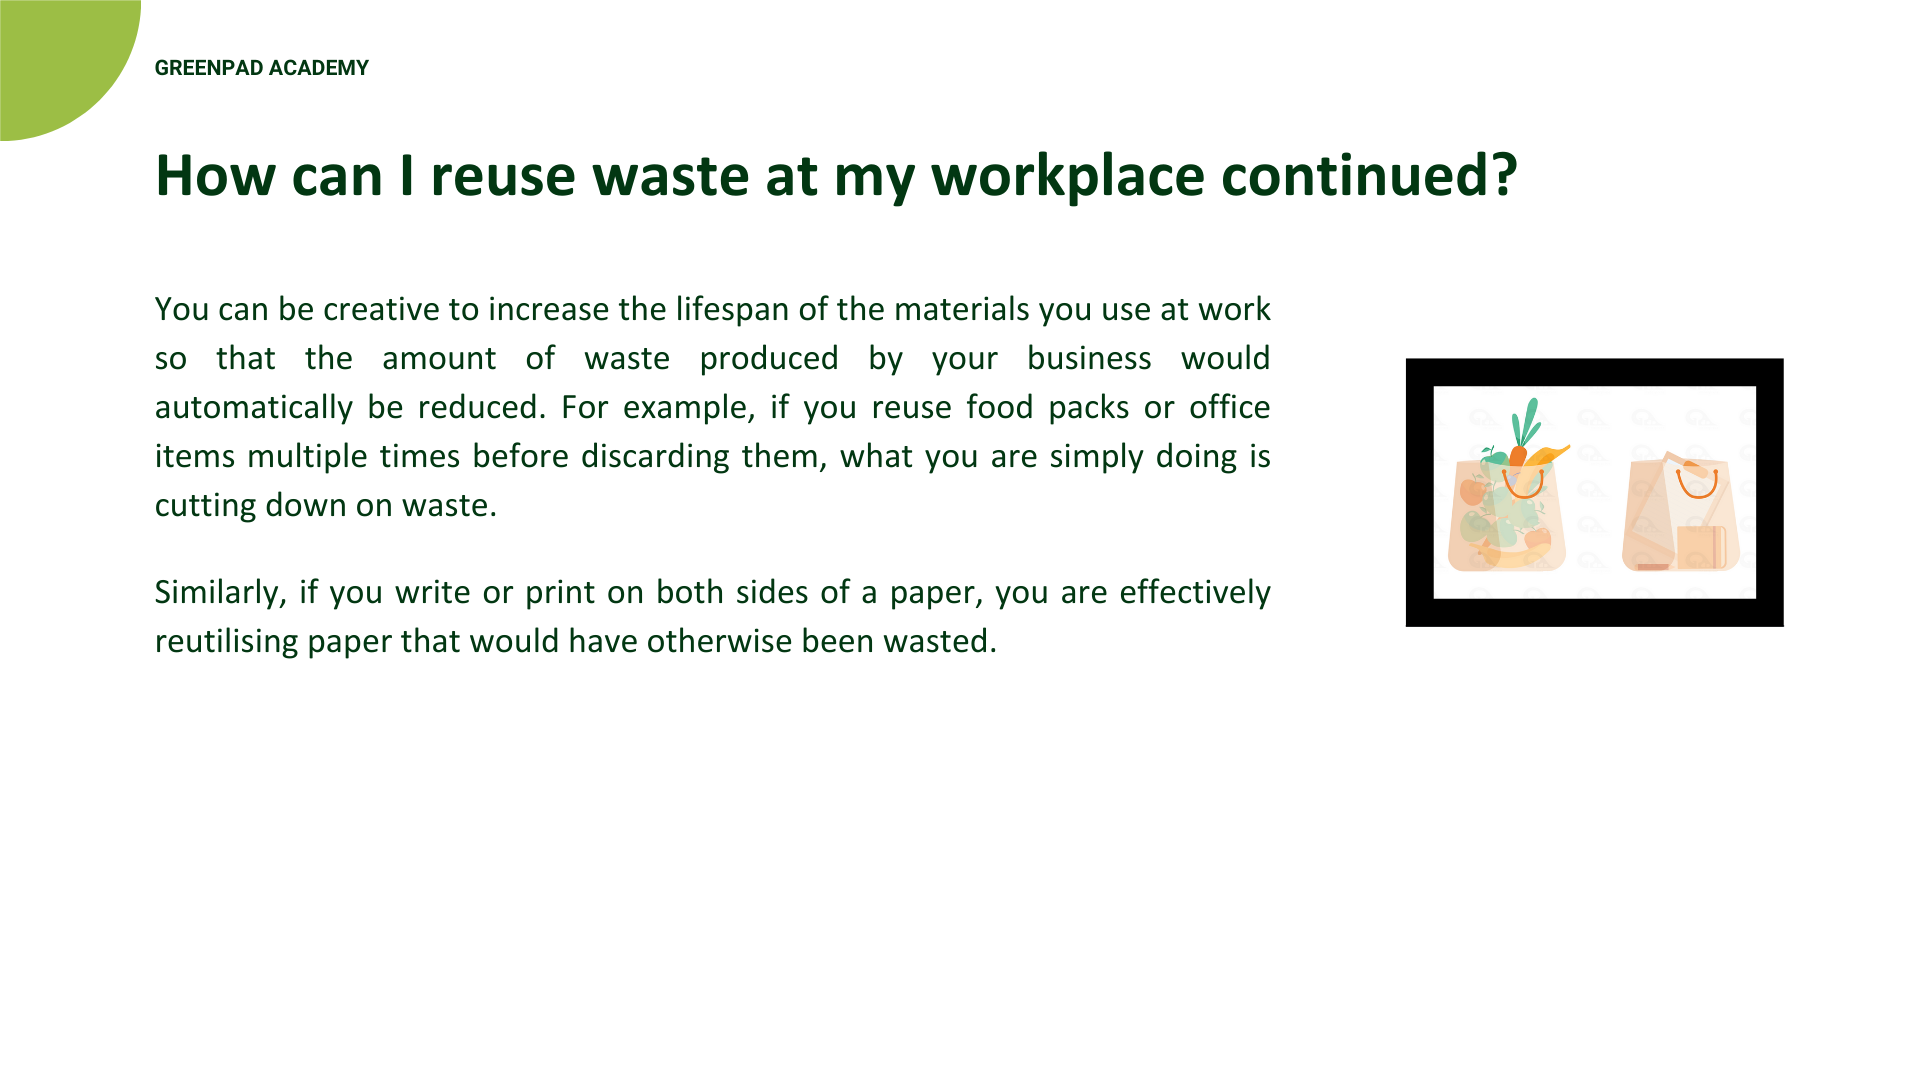 GREENPAD ACADEMY
How can I reuse waste at my workplace continued?
You can be creative to increase the lifespan of the materials you use at work
so that the amount of waste produced by your business would
automatically be reduced. For example, if you reuse food packs or office
items multiple times before discarding them, what you are simply doing is
cutting down on waste.
Similarly, if you write or print on both sides of a paper, you are effectively
reutilising paper that would have otherwise been wasted.